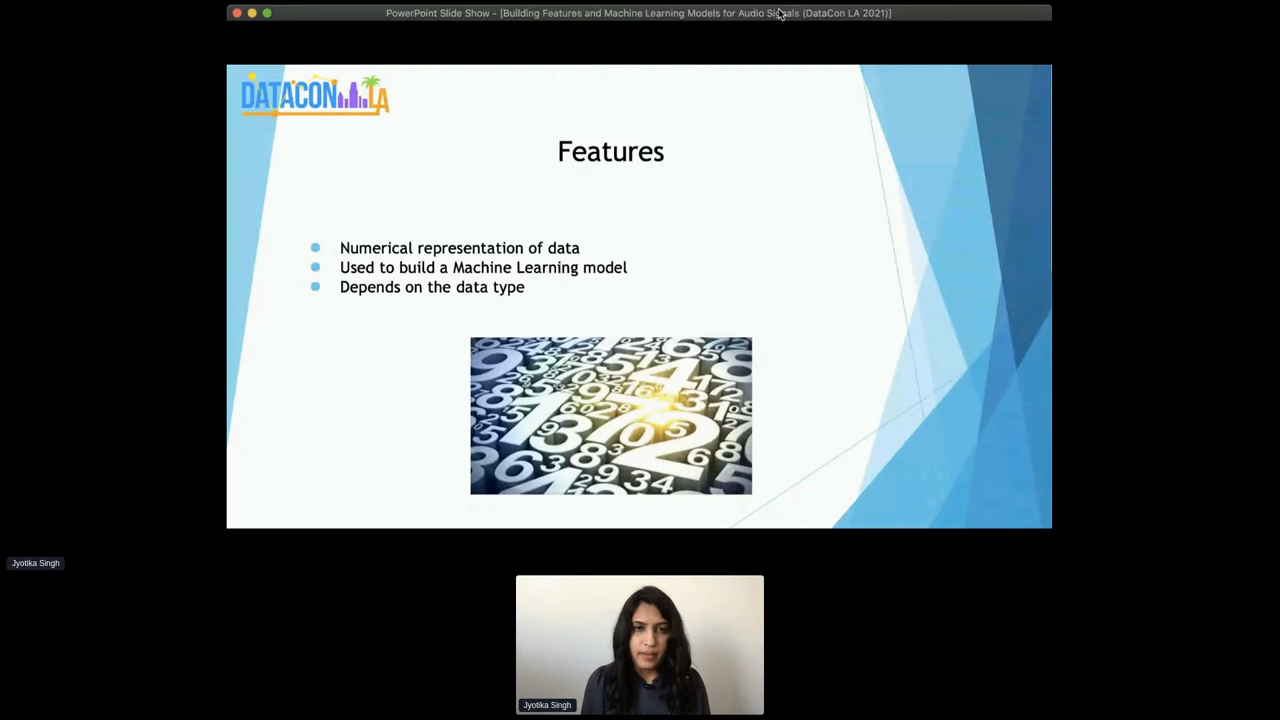 PowerPoint Slide Show - [Building Features and Machine Learning Models for Audio Signals (DataCon LA 2021)]
DATACON LA
Features
Numerical representation of data
Used to build a Machine Learning model
Depends on the data type
Jyotika Singh
Jyotika Singh